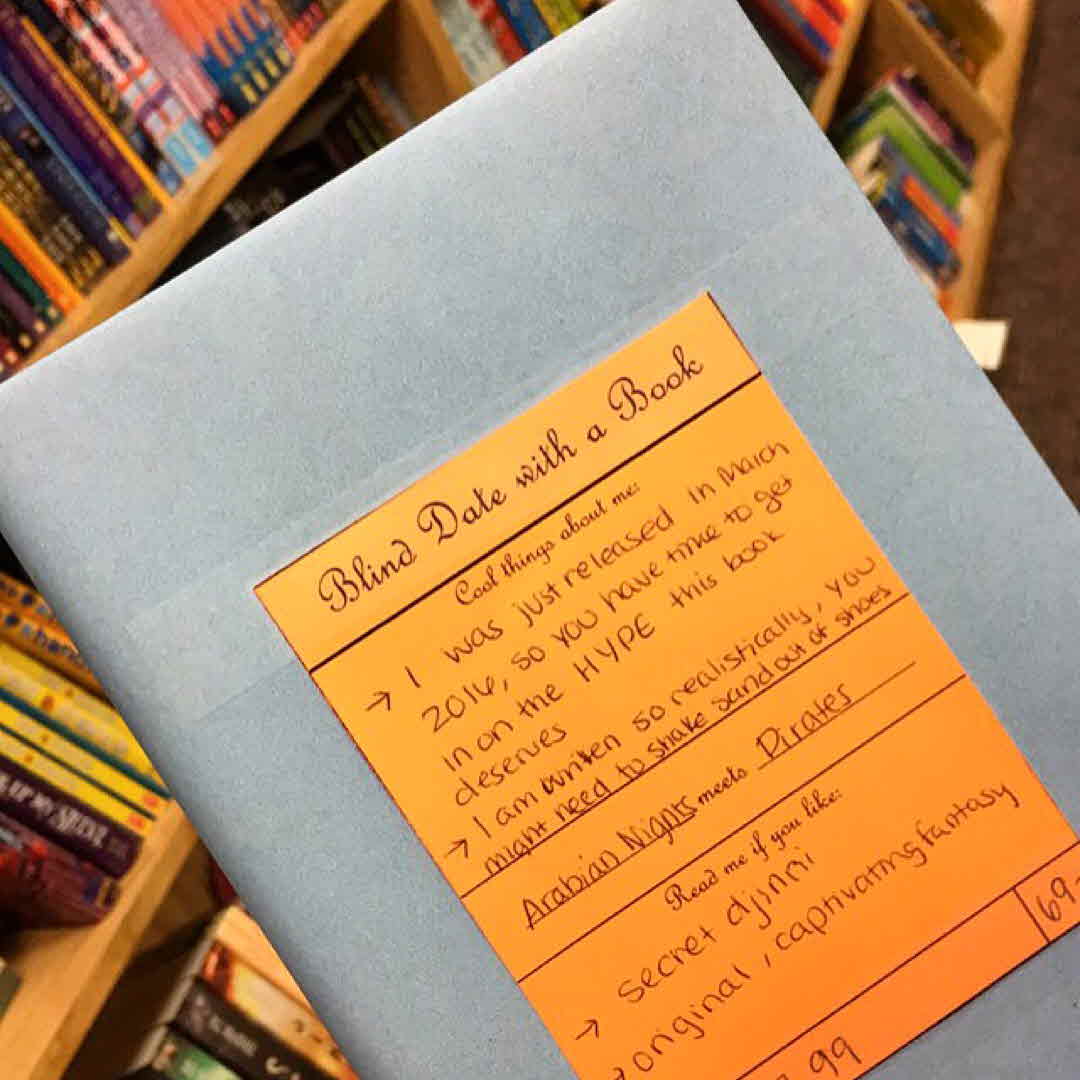 Blind Date with a Book
Cool things about me:
→ I was just released in March
2016, so you have time to get
in on the HYPE this book
deserves
→ I am written so realistically, you
might need to shake sand out of shoes
Arabian Nights meets Pirates
Read me if you like:
→ secret djinni
→ original, captivating fantasy
69-
99